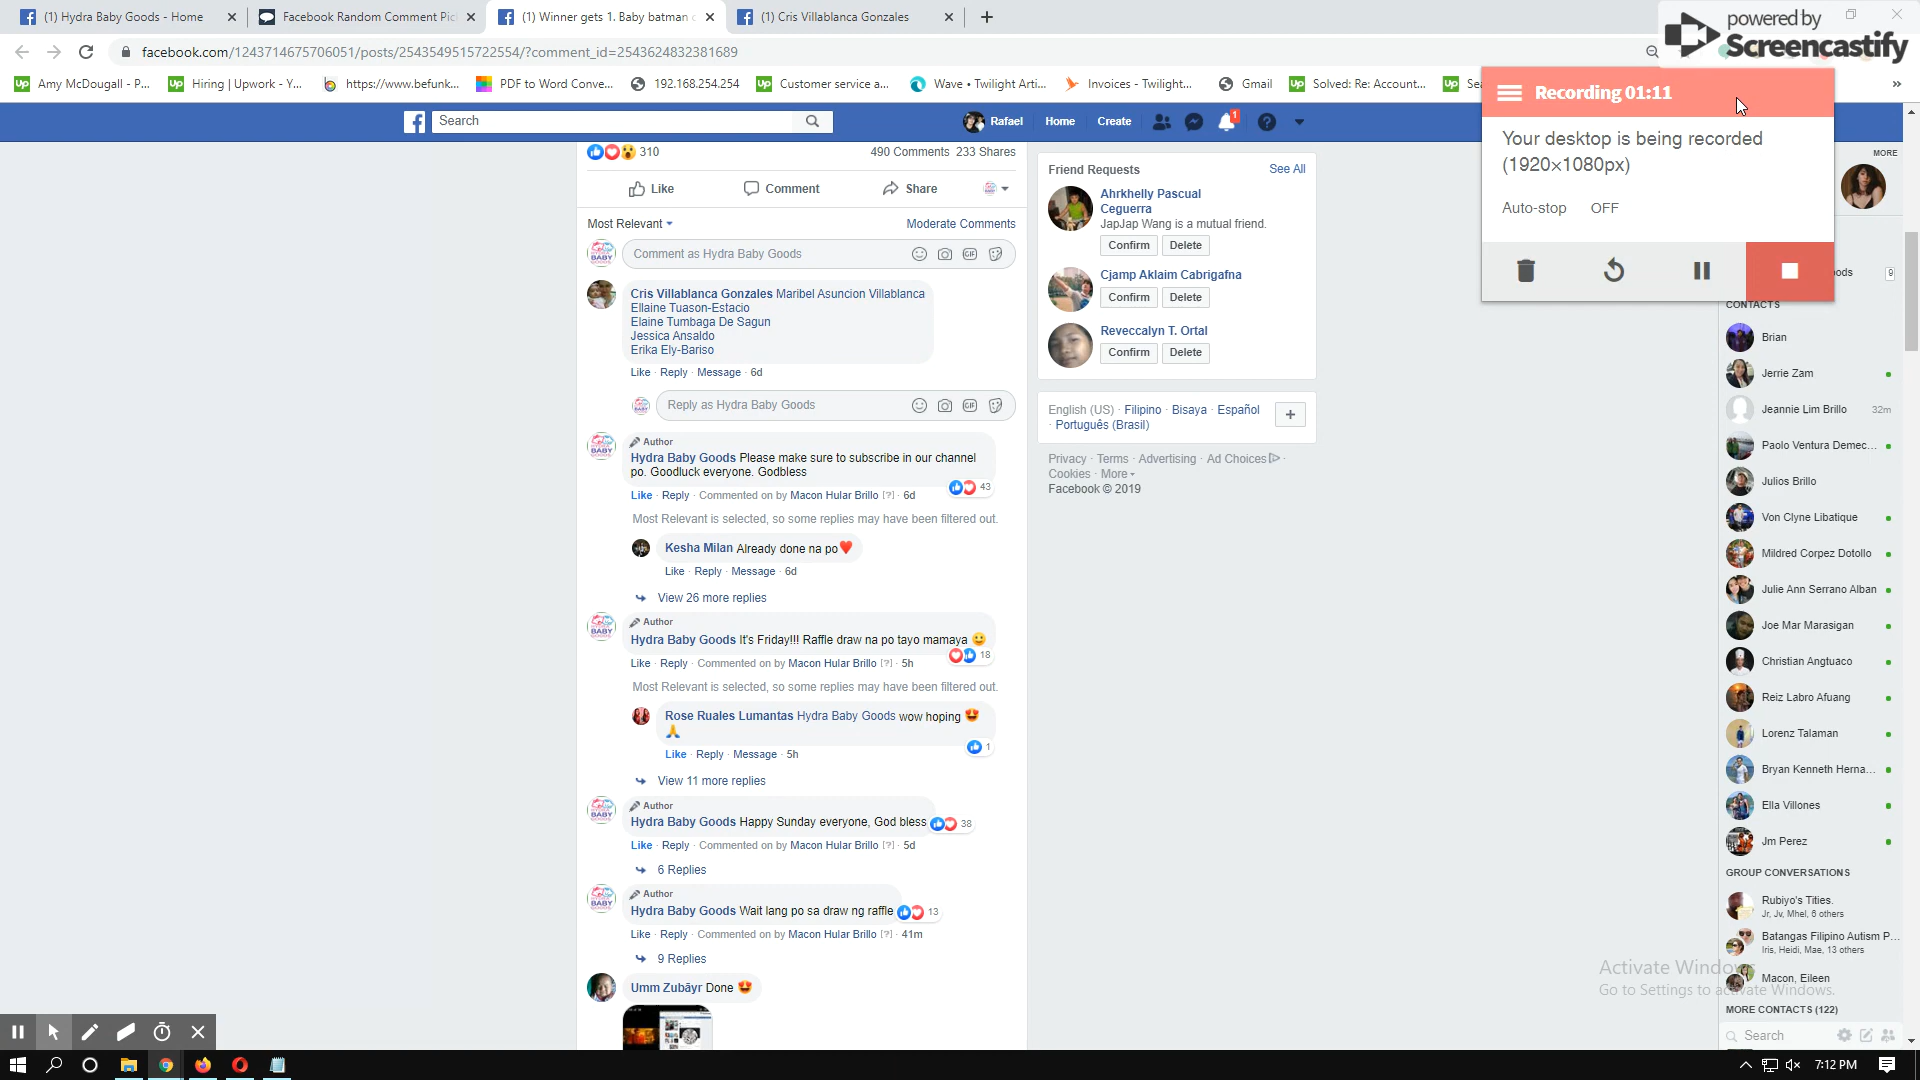 (1) Hydra Baby Goods - Home
Facebook Random Comment Pic
(1) Winner gets 1. Baby batman
(1) Cris Villablanca Gonzales
powered by
Screencastify
facebook.com/1243714675706051/posts/2543549515722554/?comment_id=2543624832381689
Amy McDougall - P...
Hiring | Upwork - Y...
https://www.befunk...
PDF to Word Conve...
192.168.254.254
Customer service a...
Wave • Twilight Arti...
Invoices - Twilight...
Gmail
Solved: Re: Account...
Recording 01:11
Your desktop is being recorded
(1920×1080px)
Auto-stop OFF
Search
Rafael
Home
Create
1
310
490 Comments 233 Shares
Like
Comment
Share
Most Relevant
Moderate Comments
Comment as Hydra Baby Goods
Cris Villablanca Gonzales Maribel Asuncion Villablanca
Ellaine Tuason-Estacio
Elaine Tumbaga De Sagun
Jessica Ansaldo
Erika Ely-Bariso
Like · Reply · Message · 6d
Reply as Hydra Baby Goods
Author
Hydra Baby Goods Please make sure to subscribe in our channel
po. Goodluck everyone. Godbless
43
Like · Reply · Commented on by Macon Hular Brillo [?] · 6d
Most Relevant is selected, so some replies may have been filtered out.
Kesha Milan Already done na po❤️
Like · Reply · Message · 6d
View 26 more replies
Author
Hydra Baby Goods It's Friday!!! Raffle draw na po tayo mamaya 🙂
18
Like · Reply · Commented on by Macon Hular Brillo [?] · 5h
Most Relevant is selected, so some replies may have been filtered out.
Rose Ruales Lumantas Hydra Baby Goods wow hoping 😍
🙏
1
Like · Reply · Message · 5h
View 11 more replies
Author
Hydra Baby Goods Happy Sunday everyone, God bless
38
Like · Reply · Commented on by Macon Hular Brillo [?] · 5d
6 Replies
Author
Hydra Baby Goods Wait lang po sa draw ng raffle
13
Like · Reply · Commented on by Macon Hular Brillo [?] · 41m
9 Replies
Umm Zubāyr Done 😍
Friend Requests
See All
Ahrkhelly Pascual
Ceguerra
JapJap Wang is a mutual friend.
Confirm Delete
Cjamp Aklaim Cabrigafna
Confirm Delete
Reveccalyn T. Ortal
Confirm Delete
English (US) · Filipino · Bisaya · Español
· Português (Brasil)
Privacy · Terms · Advertising · Ad Choices ·
Cookies · More
Facebook © 2019
MORE
ods
9
CONTACTS
Brian
Jerrie Zam
Jeannie Lim Brillo 32m
Paolo Ventura Demec...
Julios Brillo
Von Clyne Libatique
Mildred Corpez Dotollo
Julie Ann Serrano Alban
Joe Mar Marasigan
Christian Angtuaco
Reiz Labro Afuang
Lorenz Talaman
Bryan Kenneth Herna...
Ella Villones
Jm Perez
GROUP CONVERSATIONS
Rubiyo's Tities.
Jr, Jv, Mhel, 6 others
Batangas Filipino Autism P...
Iris, Heidi, Mae, 13 others
Macon, Eileen
MORE CONTACTS (122)
Search
Activate Windows
Go to Settings to activate Windows.
7:12 PM